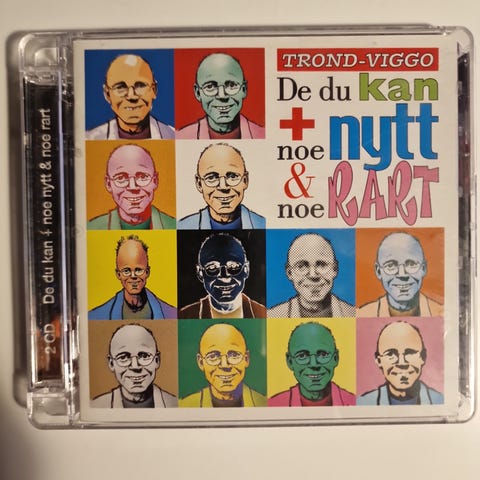 TROND-VIGGO
De du kan
+ nytt
noe
& RART
noe
2 CD De du kan + noe nytt & noe rart